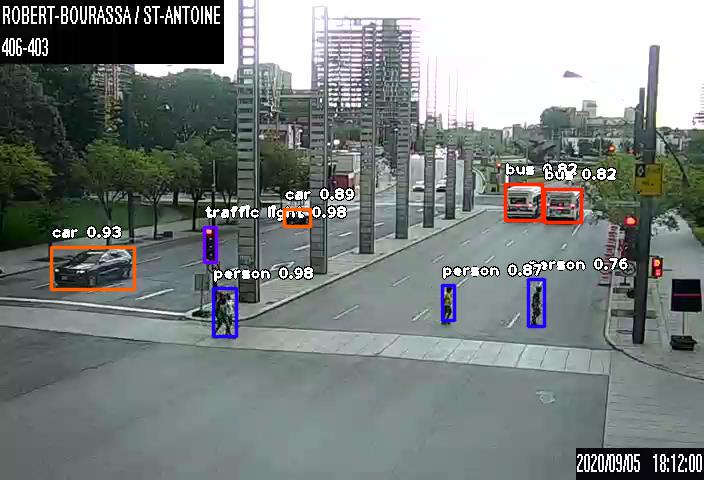 ROBERT-BOURASSA / ST-ANTOINE
406-403
bus 0.82
bus 0.82
car 0.89
traffic light 0.98
car 0.93
person 0.98
person 0.87
person 0.76
2020/09/05 18:12:00